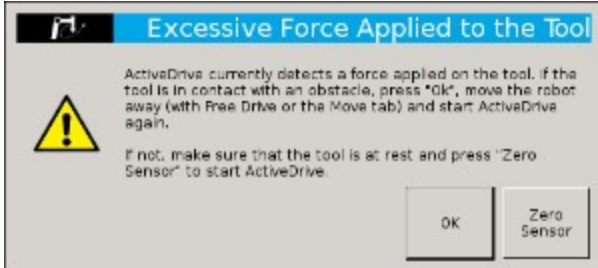 Excessive Force Applied to the Tool
ActiveDrive currently detects a force applied on the tool. If the
tool is in contact with an obstacle, press "Ok", move the robot
away (with Free Drive or the Move tab) and start ActiveDrive
again.
If not, make sure that the tool is at rest and press "Zero
Sensor" to start ActiveDrive.
OK
Zero
Sensor